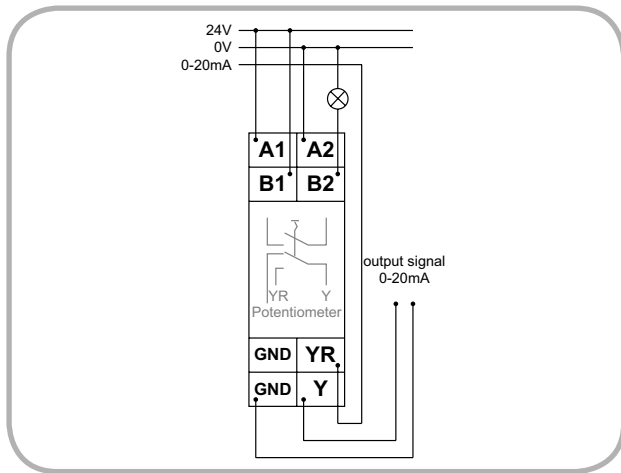 24V
0V
0-20mA
A1 A2
B1 B2
output signal
0-20mA
YR Y
Potentiometer
GND YR
GND Y